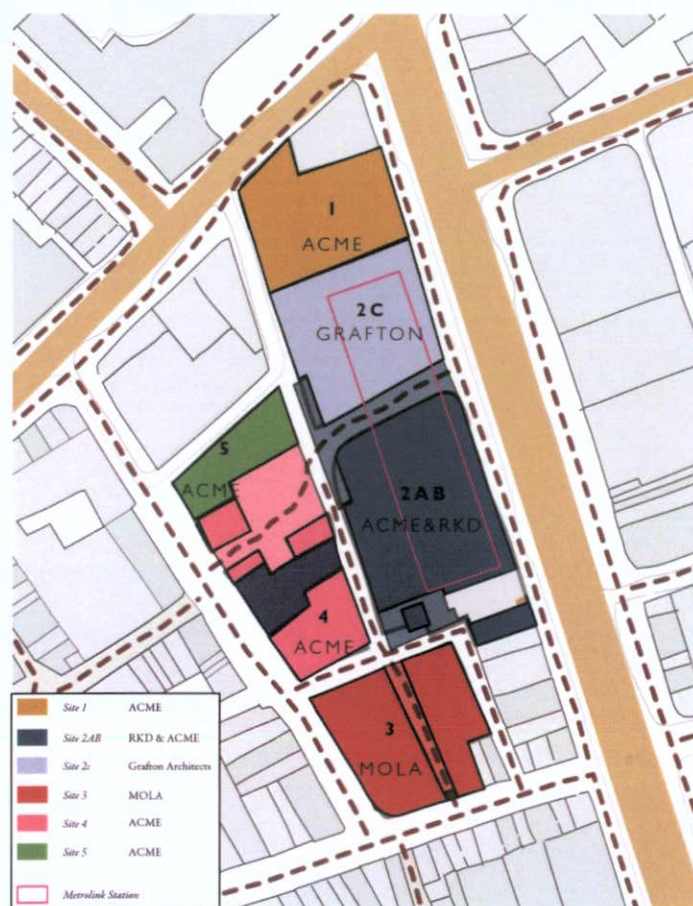 1
ACME
2C
GRAFTON
5
ACME
2AB
ACME&RKD
4
ACME
3
MOLA
Site 1 ACME
Site 2AB RKD & ACME
Site 2c Grafton Architects
Site 3 MOLA
Site 4 ACME
Site 5 ACME
Metrolink Station